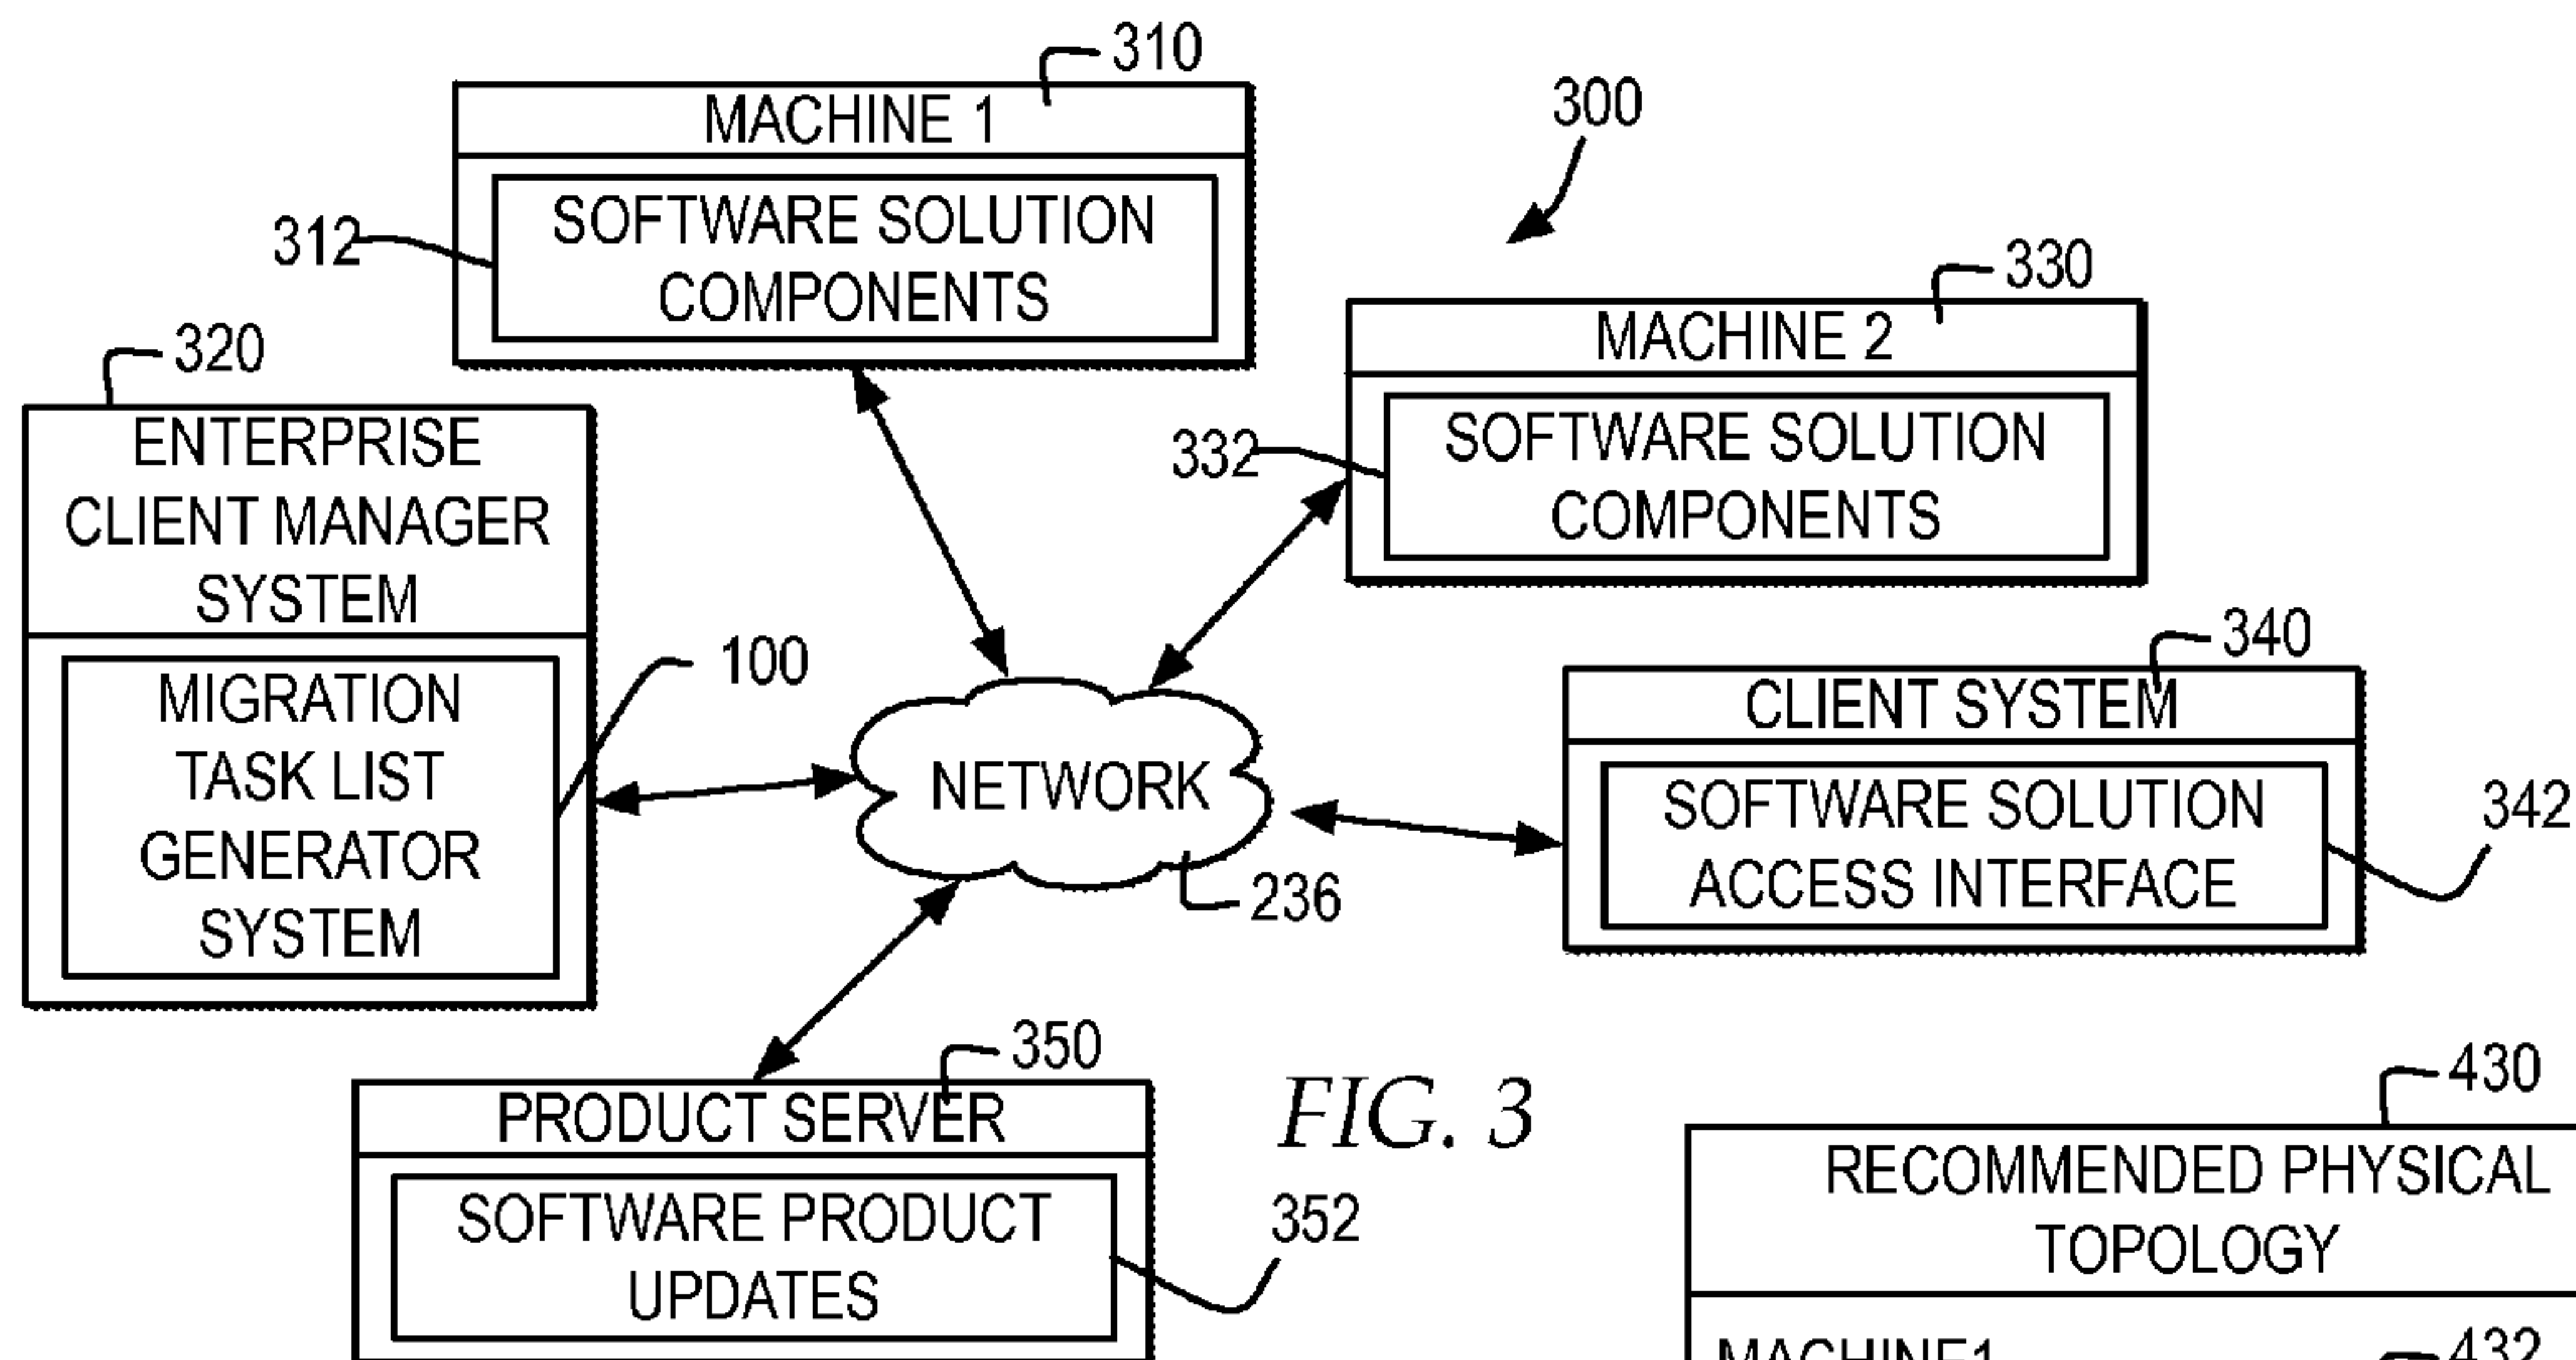 310
MACHINE 1
300
SOFTWARE SOLUTION
COMPONENTS
312
330
MACHINE 2
320
ENTERPRISE
CLIENT MANAGER
SYSTEM
332
SOFTWARE SOLUTION
COMPONENTS
340
100
MIGRATION
TASK LIST
GENERATOR
SYSTEM
CLIENT SYSTEM
NETWORK
SOFTWARE SOLUTION
ACCESS INTERFACE
342
236
350
PRODUCT SERVER
FIG. 3
430
RECOMMENDED PHYSICAL
TOPOLOGY
SOFTWARE PRODUCT
UPDATES
352
MACHINE1
432